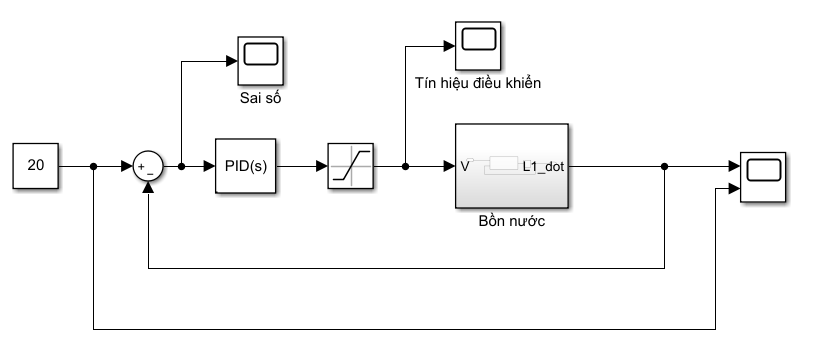 Sai số
Tín hiệu điều khiển
20
+
−
PID(s)
V
L1_dot
Bồn nước